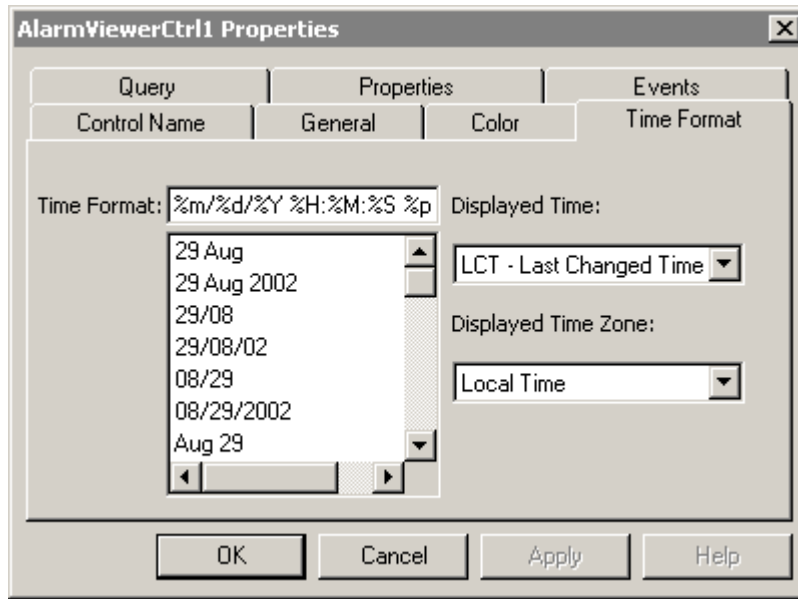 AlarmViewerCtrl1 Properties
Query Properties Events
Control Name General Color Time Format
Time Format: %m/%d/%Y %H:%M:%S %p Displayed Time:
29 Aug
29 Aug 2002
29/08
29/08/02
08/29
08/29/2002
Aug 29
LCT - Last Changed Time
Displayed Time Zone:
Local Time
OK Cancel Apply Help